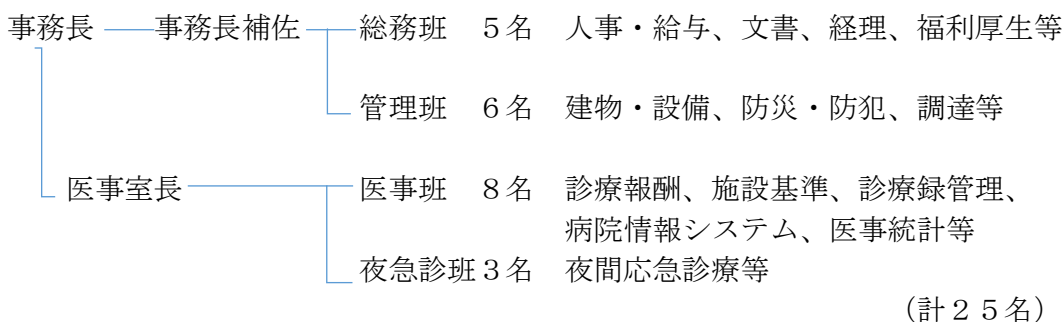 事務長 事務長補佐 総務班 5名 人事・給与、文書、経理、福利厚生等
管理班 6名 建物・設備、防災・防犯、調達等
医事室長 医事班 8名 診療報酬、施設基準、診療録管理、
病院情報システム、医事統計等
夜急診班3名 夜間応急診療等
(計25名)